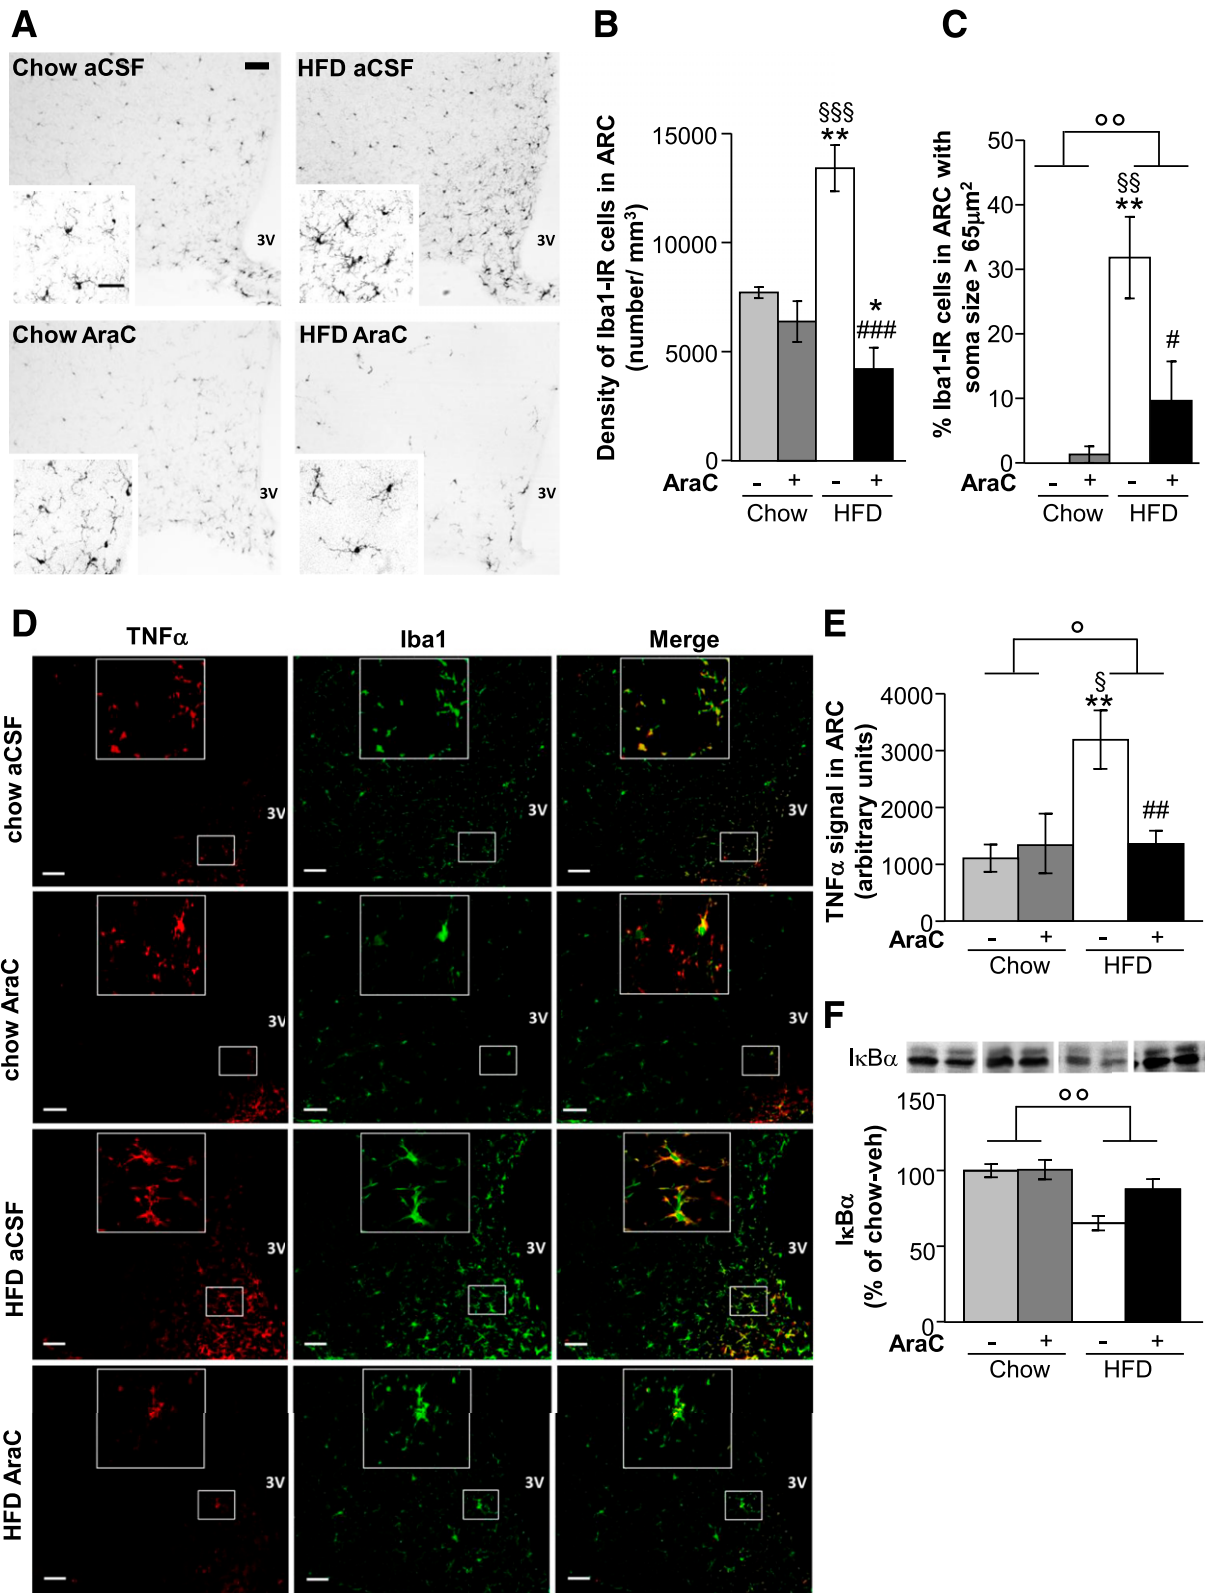 A
Chow aCSF
HFD aCSF
3V
3V
Chow AraC
HFD AraC
3V
3V
B
Density of Iba1-IR cells in ARC
(number/ mm³)
15000
10000
5000
0
§§§
**
*
###
AraC - + - +
Chow HFD
C
% Iba1-IR cells in ARC with
soma size > 65μm²
50
40
30
20
10
0
°°
§§
**
#
AraC - + - +
Chow HFD
D
TNFα Iba1 Merge
chow aCSF
3V 3V 3V
chow AraC
3V 3V 3V
HFD aCSF
3V 3V 3V
HFD AraC
3V 3V 3V
E
TNFα signal in ARC
(arbitrary units)
4000
3000
2000
1000
0
°
§
**
##
AraC - + - +
Chow HFD
F
IκBα
IκBα
(% of chow-veh)
150
100
50
0
°°
AraC - + - +
Chow HFD